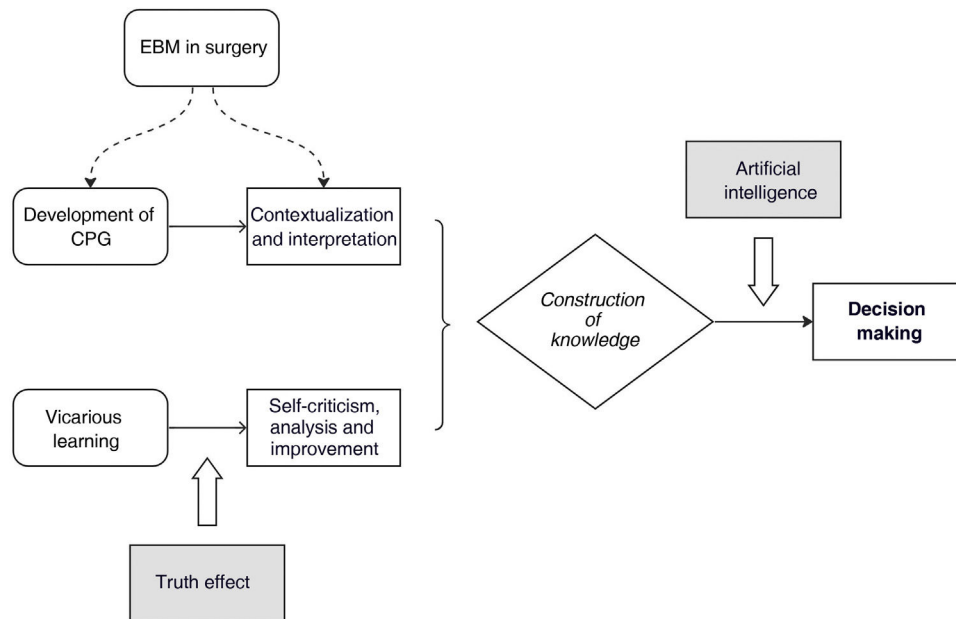 EBM in surgery
Development of
CPG
Contextualization
and interpretation
Artificial
intelligence
Construction
of
knowledge
Decision
making
Vicarious
learning
Self-criticism,
analysis and
improvement
Truth effect